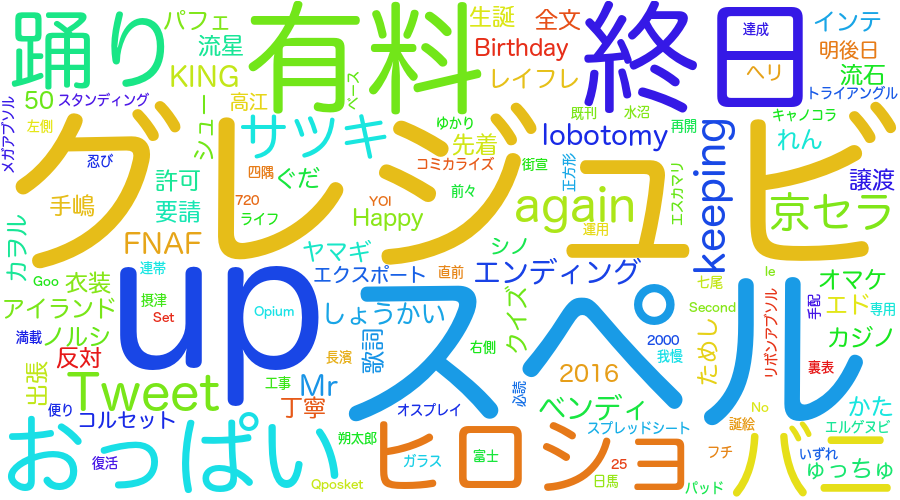 踊り
パフェ
流星
KING
有料
ベース
生誕
Birthday
レイフレ
全文
終日
達成
ヘリ
インテ
明後日
流石
トライアングル
50
スタンディング
左側
メガアブソル
忍び
シュー
高江
サツキ
ゆかり
先着
コミカライズ
前々
既刊
水沼
再開
lobotomy
街宣
正方形
エスカマリ
keeping
キャノコラ
れん
譲渡
京セラ
グレジュビ
手嶋
許可
要請
四隅
ぐだ
720
ライフ
YOI
Happy
again
運用
カヲル
FNAF
ヤマギ
シノ
Goo
衣装
連帯
エクスポート
直前
エンディング
七尾
le
オマケ
アイランド
摂津
Set
up
Opium
しょうかい
スペル
クイズ
Second
リボンアブソル
手配
エド
専用
満載
ノルシ
反対
歌詞
右側
2000
我慢
ためし
カジノ
出張
Tweet
長濱
工事
Mr
2016
必読
裏表
便り
コルセット
丁寧
オスプレイ
ベンディ
スプレッドシート
No
誕絵
かた
エルゲヌビ
おっぱい
復活
朔太郎
Qposket
ガラス
ヒロショ
富士
25
日馬
フチ
パッド
バニー
いずれ
ゅっちゅ